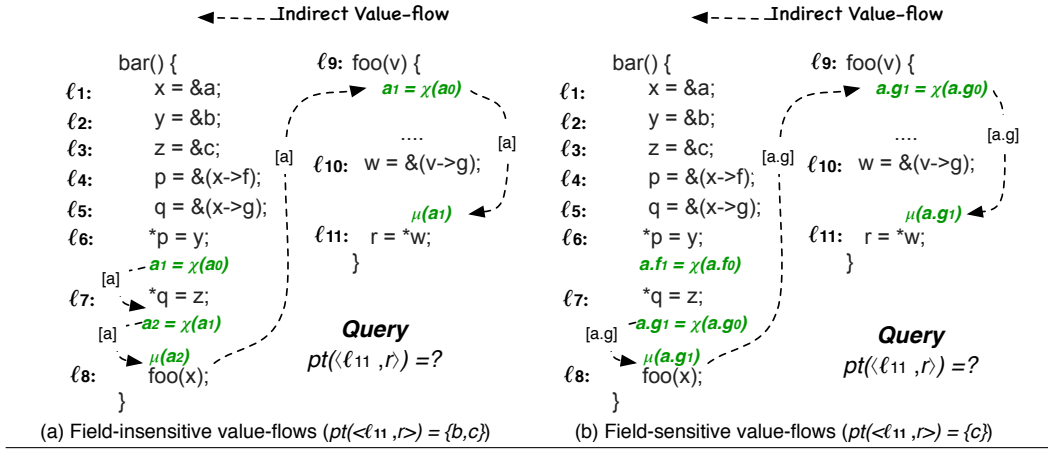 Indirect Value-flow
bar() {
ℓ1: x = &a;
ℓ2: y = &b;
ℓ3: z = &c;
ℓ4: p = &(x->f);
ℓ5: q = &(x->g);
ℓ6: *p = y;
a1 = χ(a0)
[a]
ℓ7: *q = z;
a2 = χ(a1)
[a]
μ(a2)
ℓ8: foo(x);
}
[a]
ℓ9: foo(v) {
a1 = χ(a0)
....
[a]
ℓ10: w = &(v->g);
μ(a1)
ℓ11: r = *w;
}
Query
pt(⟨ℓ11 ,r⟩) =?
(a) Field-insensitive value-flows (pt(<ℓ11 ,r>) = {b,c})
Indirect Value-flow
bar() {
ℓ1: x = &a;
ℓ2: y = &b;
ℓ3: z = &c;
ℓ4: p = &(x->f);
ℓ5: q = &(x->g);
ℓ6: *p = y;
a.f1 = χ(a.f0)
ℓ7: *q = z;
a.g1 = χ(a.g0)
[a.g]
μ(a.g1)
ℓ8: foo(x);
}
[a.g]
ℓ9: foo(v) {
a.g1 = χ(a.g0)
....
[a.g]
ℓ10: w = &(v->g);
μ(a.g1)
ℓ11: r = *w;
}
Query
pt(⟨ℓ11 ,r⟩) =?
(b) Field-sensitive value-flows (pt(<ℓ11 ,r>) = {c})